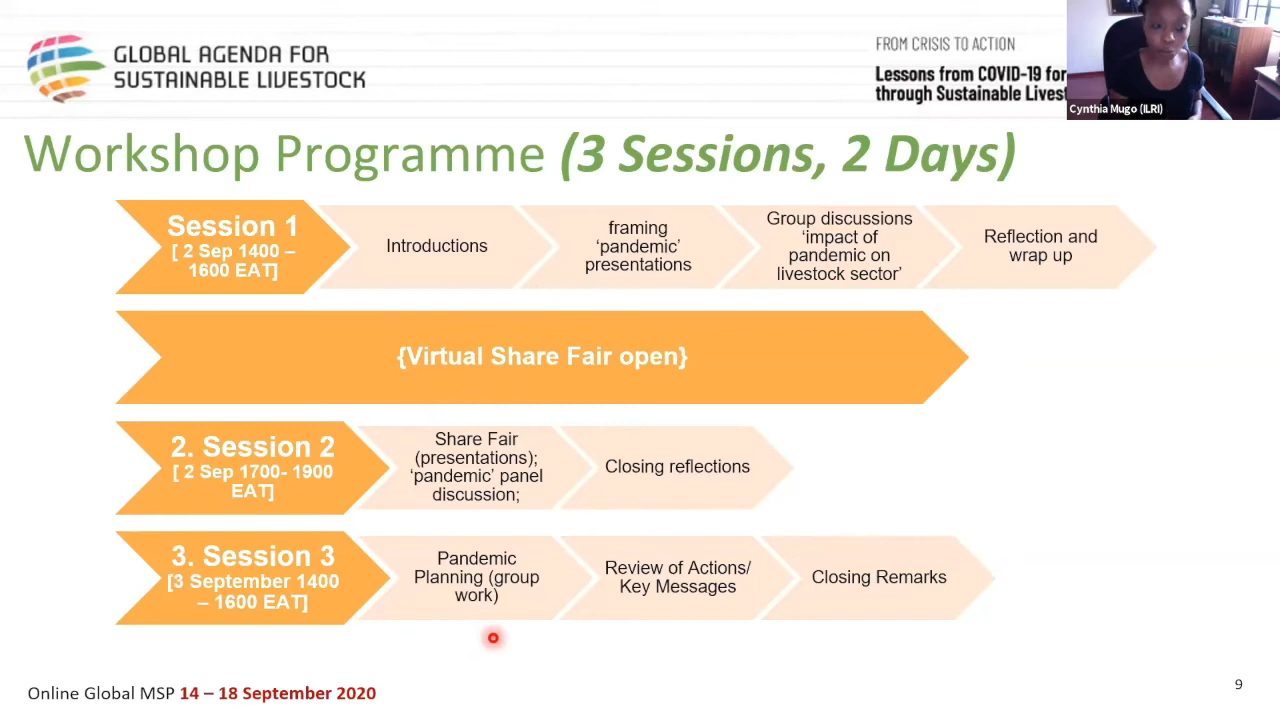 GLOBAL AGENDA FOR
SUSTAINABLE LIVESTOCK
FROM CRISIS TO ACTION
Lessons from COVID-19 for
through Sustainable
Cynthia Mugo (ILRI)
Workshop Programme (3 Sessions, 2 Days)
Session 1
[ 2 Sep 1400 –
1600 EAT]
Introductions
framing
‘pandemic’
presentations
Group discussions
‘impact of
pandemic on
livestock sector’
Reflection and
wrap up
{Virtual Share Fair open}
2. Session 2
[ 2 Sep 1700- 1900
EAT]
Share Fair
(presentations);
‘pandemic’ panel
discussion;
Closing reflections
3. Session 3
[3 September 1400
– 1600 EAT]
Pandemic
Planning (group
work)
Review of Actions/
Key Messages
Closing Remarks
Online Global MSP 14 – 18 September 2020
9